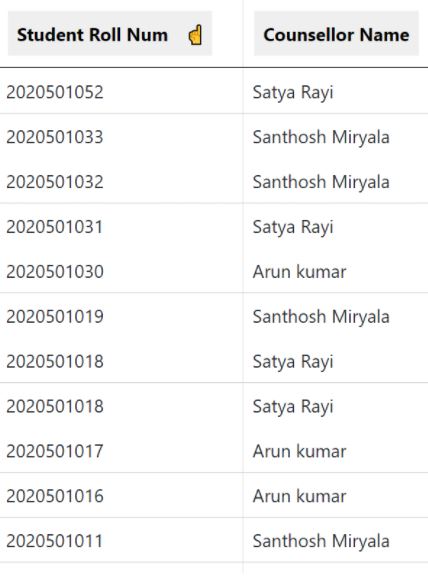 Student Roll Num ☝ Counsellor Name
2020501052 Satya Rayi
2020501033 Santhosh Miryala
2020501032 Santhosh Miryala
2020501031 Satya Rayi
2020501030 Arun kumar
2020501019 Santhosh Miryala
2020501018 Satya Rayi
2020501018 Satya Rayi
2020501017 Arun kumar
2020501016 Arun kumar
2020501011 Santhosh Miryala